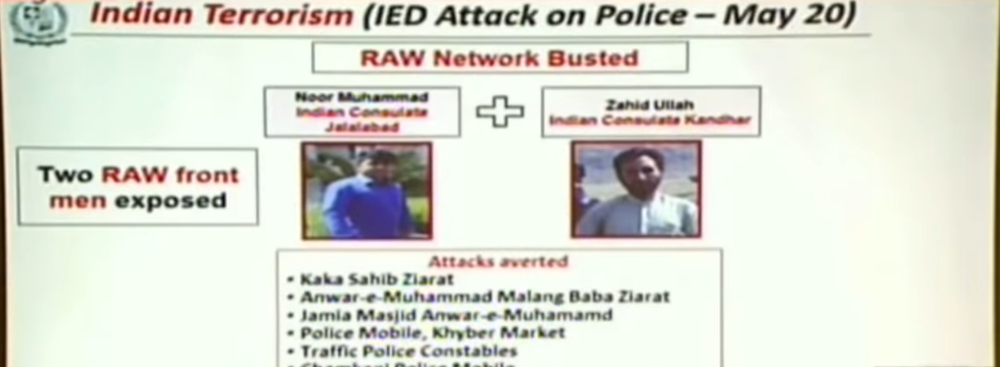 Indian Terrorism (IED Attack on Police – May 20)
RAW Network Busted
Noor Muhammad
Indian Consulate
Jalalabad
Zahid Ullah
Indian Consulate Kandhar
Two RAW front
men exposed
Attacks averted
• Kaka Sahib Ziarat
• Anwar-e-Muhammad Malang Baba Ziarat
• Jamia Masjid Anwar-e-Muhamamd
• Police Mobile, Khyber Market
• Traffic Police Constables
Police Mobile